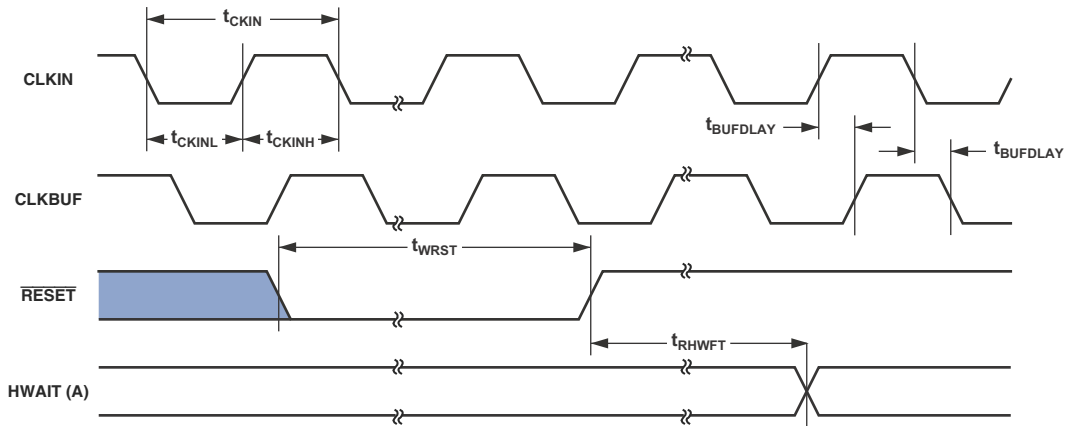 tCKIN
CLKIN
tCKINL
tCKINH
tBUFDLAY
tBUFDLAY
CLKBUF
tWRST
RESET
tRHWFT
HWAIT (A)